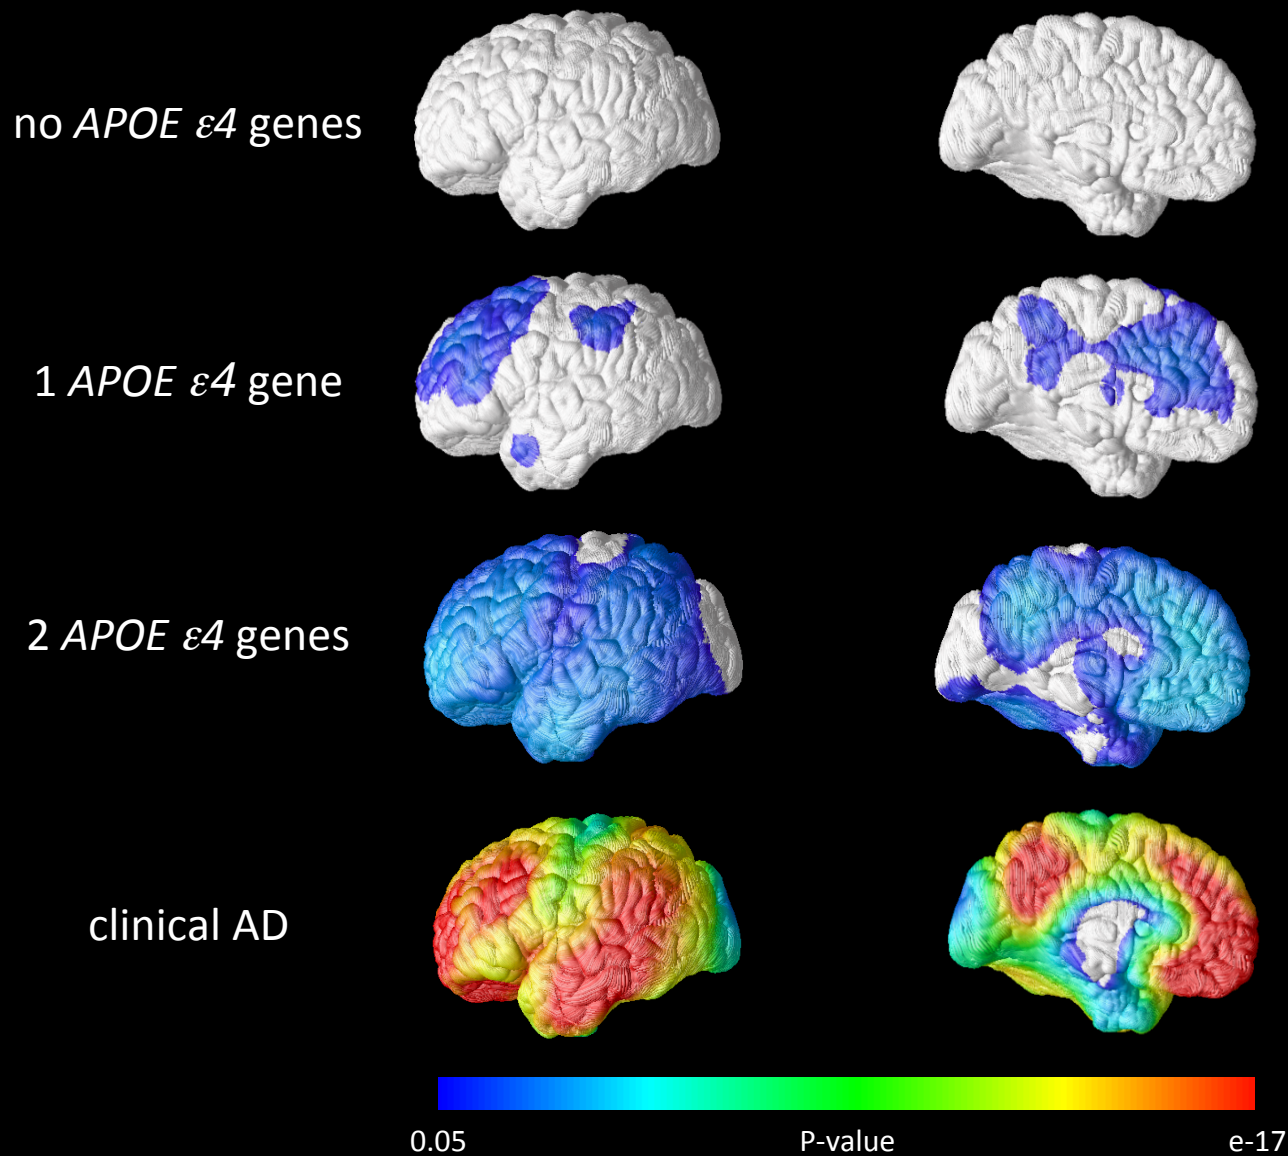 no APOE ε4 genes
1 APOE ε4 gene
2 APOE ε4 genes
clinical AD
0.05 P-value e-17